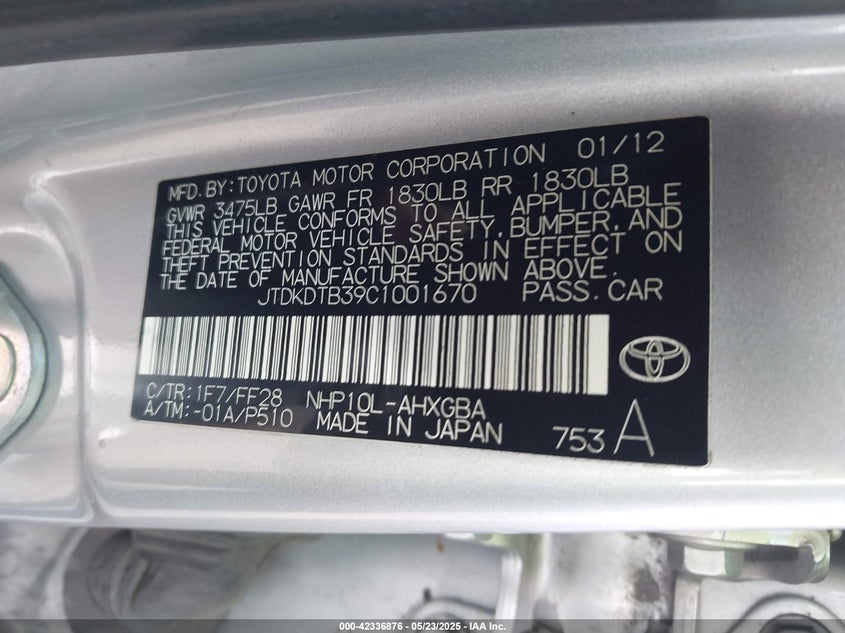 MFD. BY: TOYOTA MOTOR CORPORATION 01/12
GVWR 3475LB GAWR FR 1830LB RR 1830LB
THIS VEHICLE CONFORMS TO ALL APPLICABLE
FEDERAL MOTOR VEHICLE SAFETY, BUMPER, AND
THEFT PREVENTION STANDARDS IN EFFECT ON
THE DATE OF MANUFACTURE SHOWN ABOVE.
JTDKDTB39C1001670 PASS. CAR
C/TR: 1F7/FF28 NHP10L-AHXGBA
A/TM: -01A/P510 MADE IN JAPAN 753 A
000-42336876 - 05/23/2025 - IAA Inc.